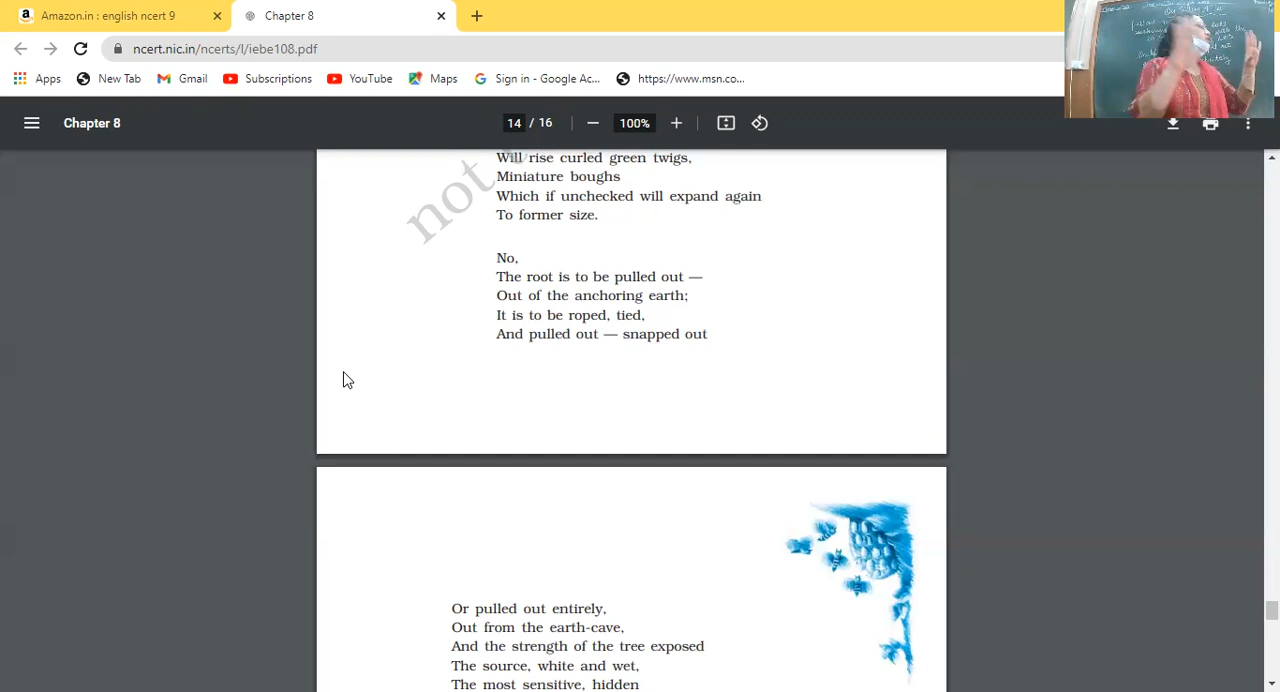 Amazon.in : english ncert 9
Chapter 8
ncert.nic.in/ncerts/l/iebe108.pdf
Apps
New Tab
Gmail
Subscriptions
YouTube
Maps
Sign in - Google Ac...
https://www.msn.co...
Chapter 8
14 / 16
100%
not
Will rise curled green twigs,
Miniature boughs
Which if unchecked will expand again
To former size.
No,
The root is to be pulled out —
Out of the anchoring earth;
It is to be roped, tied,
And pulled out — snapped out
Or pulled out entirely,
Out from the earth-cave,
And the strength of the tree exposed
The source, white and wet,
The most sensitive, hidden